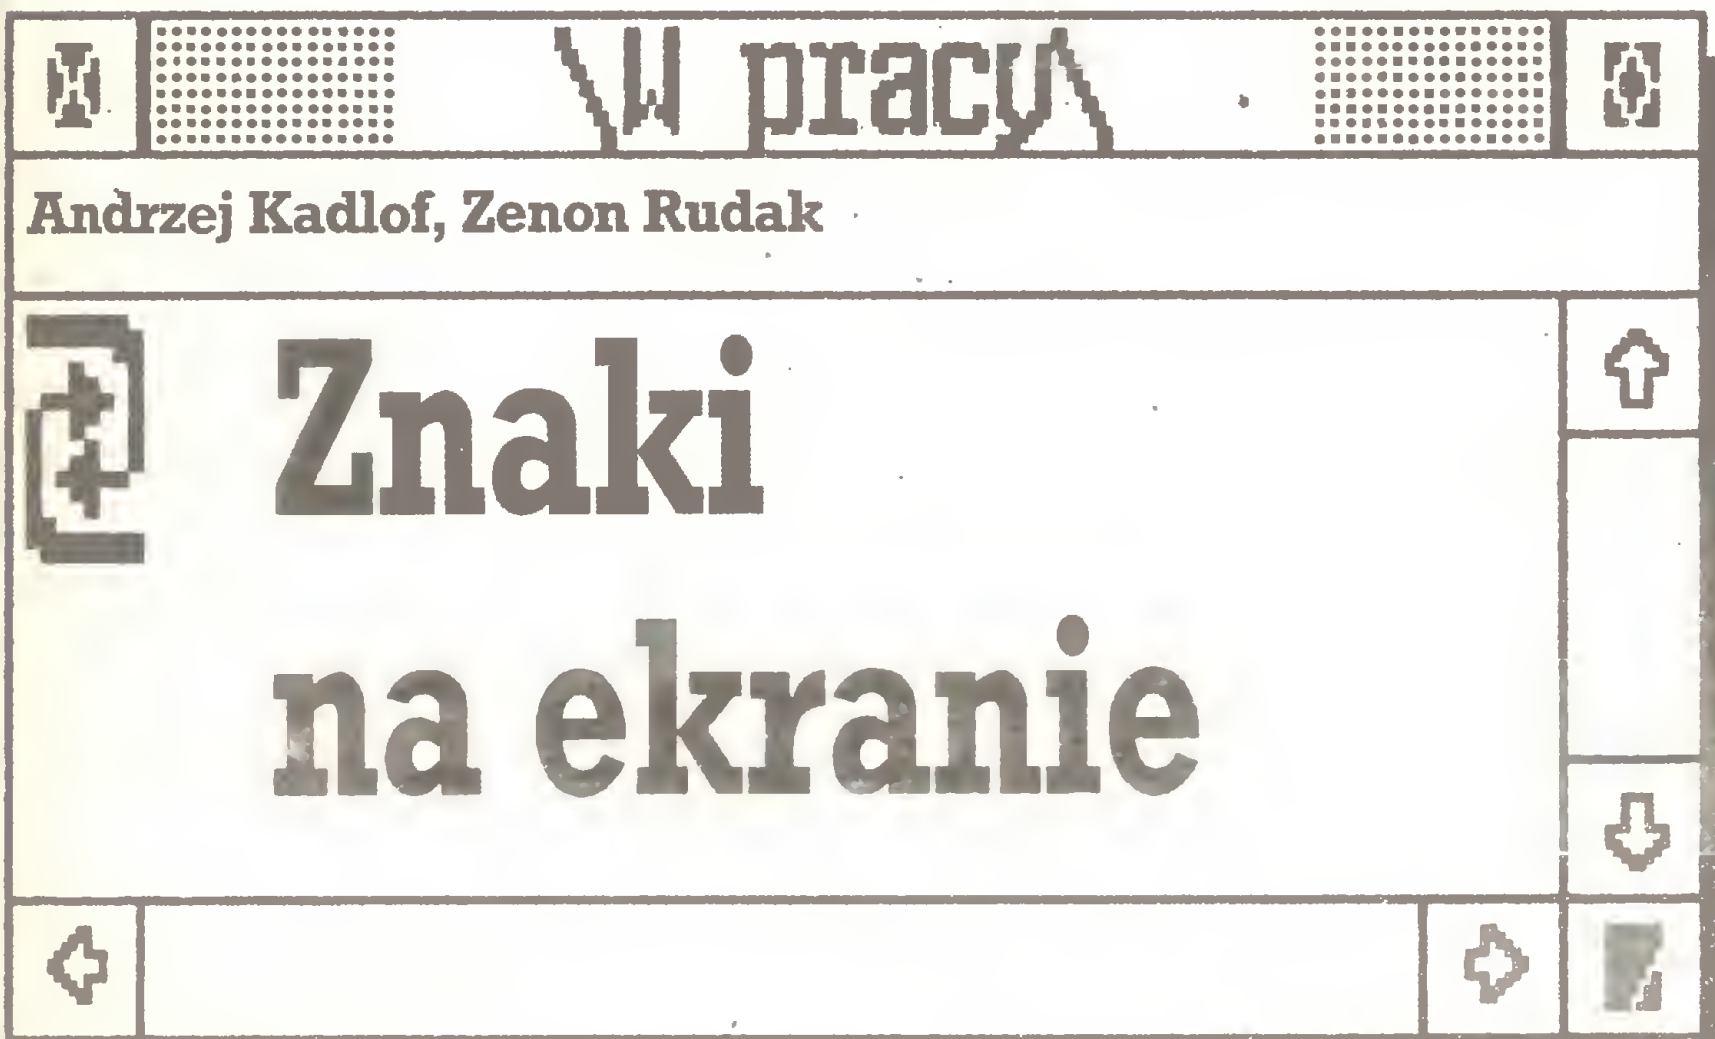 \W pracy\
Andrzej Kadlof, Zenon Rudak
Znaki
na ekranie